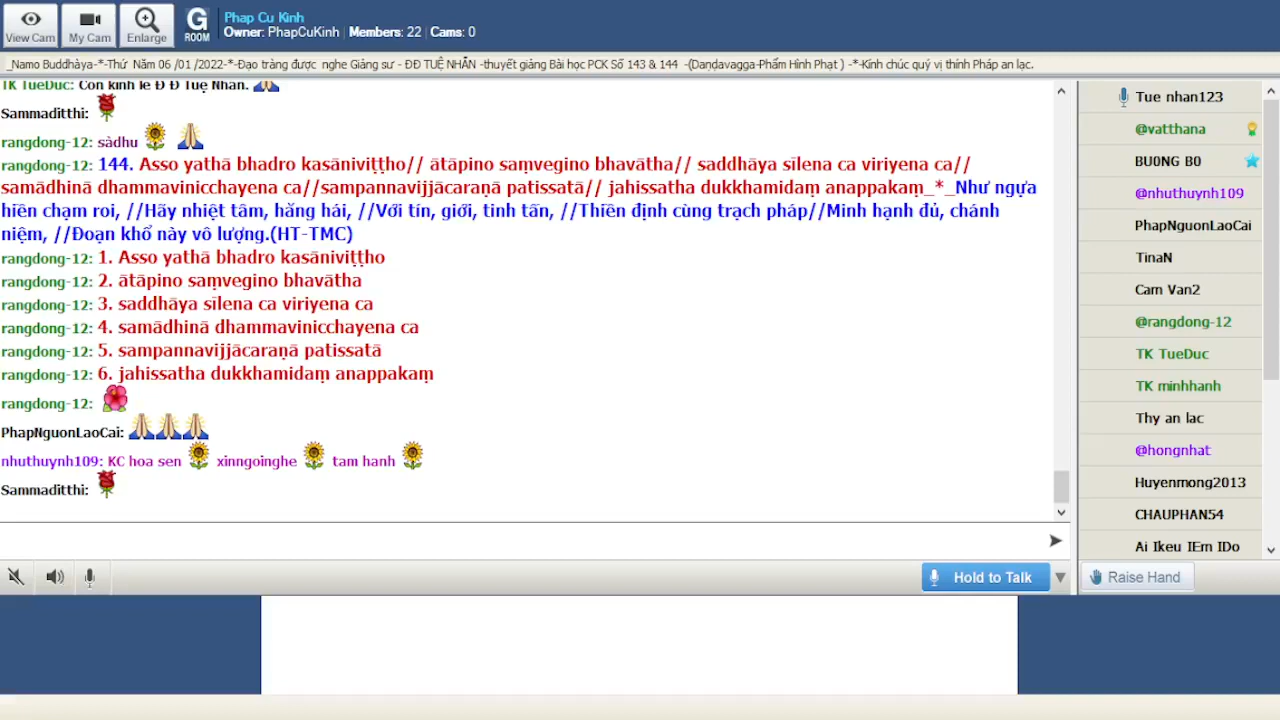 View Cam
My Cam
Enlarge
G
ROOM
Phap Cu Kinh
Owner: PhapCuKinh | Members: 22 | Cams: 0
_Namo Buddhàya-*-Thứ Năm 06 /01 /2022-*-Đạo tràng được nghe Giảng sư - ĐĐ TUỆ NHẪN -thuyết giảng Bài học PCK Số 143 & 144 -(Daṇḍavagga-Phẩm Hình Phạt ) -*-Kính chúc quý vị thính Pháp an lạc.
TK TueDuc: Con kính lễ Đ Đ Tuệ Nhẫn.
Sammaditthi:
rangdong-12: sàdhu
rangdong-12: 144. Asso yathā bhadro kasāniviṭṭho// ātāpino saṃvegino bhavātha// saddhāya sīlena ca viriyena ca//
samādhinā dhammavinicchayena ca//sampannavijjācaraṇā patissatā// jahissatha dukkhamidaṃ anappakaṃ_*_Như ngựa
hiền chạm roi, //Hãy nhiệt tâm, hăng hái, //Với tín, giới, tinh tấn, //Thiền định cùng trạch pháp//Minh hạnh đủ, chánh
niệm, //Đoạn khổ này vô lượng.(HT-TMC)
rangdong-12: 1. Asso yathā bhadro kasāniviṭṭho
rangdong-12: 2. ātāpino saṃvegino bhavātha
rangdong-12: 3. saddhāya sīlena ca viriyena ca
rangdong-12: 4. samādhinā dhammavinicchayena ca
rangdong-12: 5. sampannavijjācaraṇā patissatā
rangdong-12: 6. jahissatha dukkhamidaṃ anappakaṃ
rangdong-12:
PhapNguonLaoCai:
nhuthuynh109: KC hoa sen xinngoinghe tam hanh
Sammaditthi:
Hold to Talk
Tue nhan123
@vatthana
BU0NG B0
@nhuthuynh109
PhapNguonLaoCai
TinaN
Cam Van2
@rangdong-12
TK TueDuc
TK minhhanh
Thy an lac
@hongnhat
Huyenmong2013
CHAUPHAN54
Ai Ikeu IEm IDo
Raise Hand